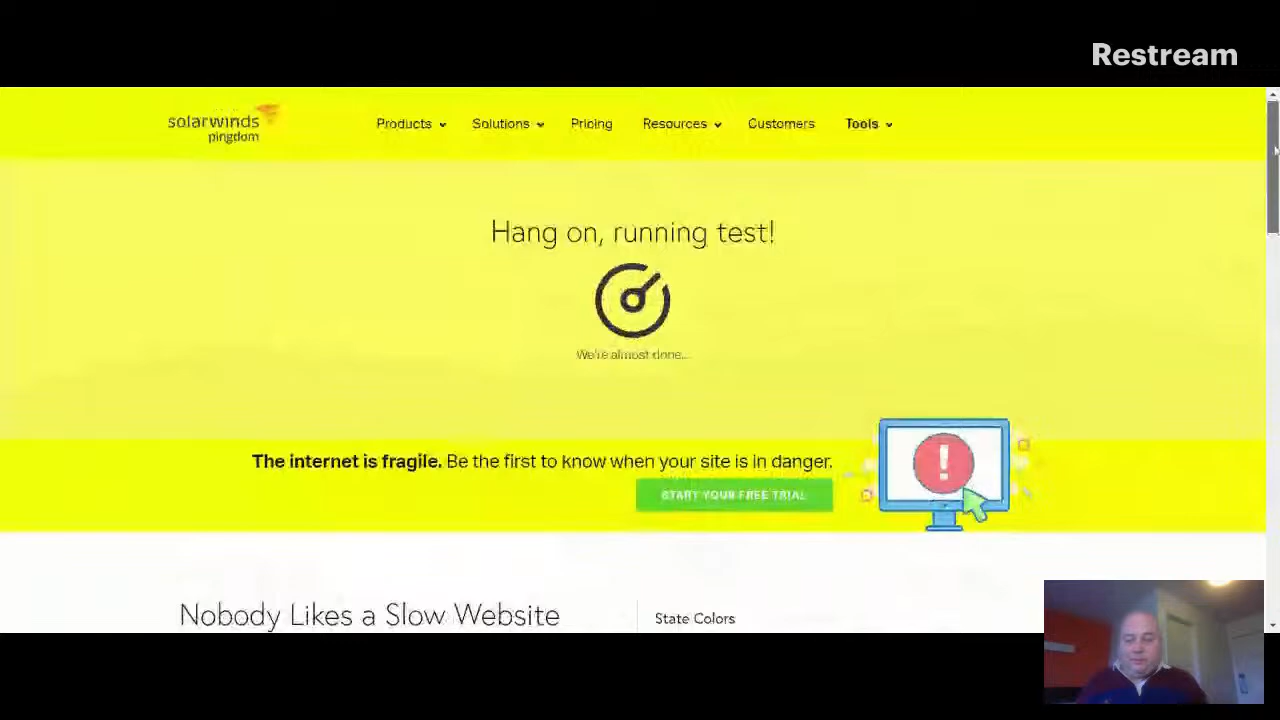 Restream
solarwinds
pingdom
Products
Solutions
Pricing
Resources
Customers
Tools
Hang on, running test!
We're almost done...
The internet is fragile. Be the first to know when your site is in danger.
START YOUR FREE TRIAL
!
Nobody Likes a Slow Website
State Colors